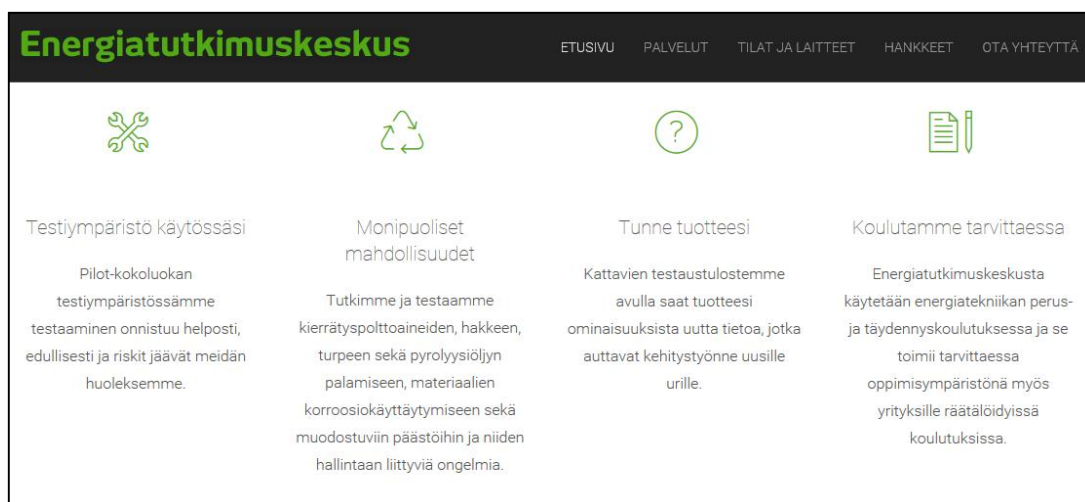 Energiatutkimuskeskus
ETUSIVU PALVELUT TILAT JA LAITTEET HANKKEET OTA YHTEYTTÄ
Testiympäristö käytössäsi
Pilot-kokoluokan
testiympäristössämme
testaaminen onnistuu helposti,
edullisesti ja riskit jäävät meidän
huoleksemme.
Monipuoliset
mahdollisuudet
Tutkimme ja testaamme
kierrätyspolttoaineiden, hakkeen,
turpeen sekä pyrolyysiöljyn
palamiseen, materiaalien
korroosiokäyttäytymiseen sekä
muodostuviin päästöihin ja niiden
hallintaan liittyviä ongelmia.
Tunne tuotteesi
Kattavien testaustulostemme
avulla saat tuotteesi
ominaisuuksista uutta tietoa, jotka
auttavat kehitystyönne uusille
urille.
Koulutamme tarvittaessa
Energiatutkimuskeskusta
käytetään energiatekniikan perus-
ja täydennyskoulutuksessa ja se
toimii tarvittaessa
oppimisympäristönä myös
yrityksille räätälöidyissä
koulutuksissa.